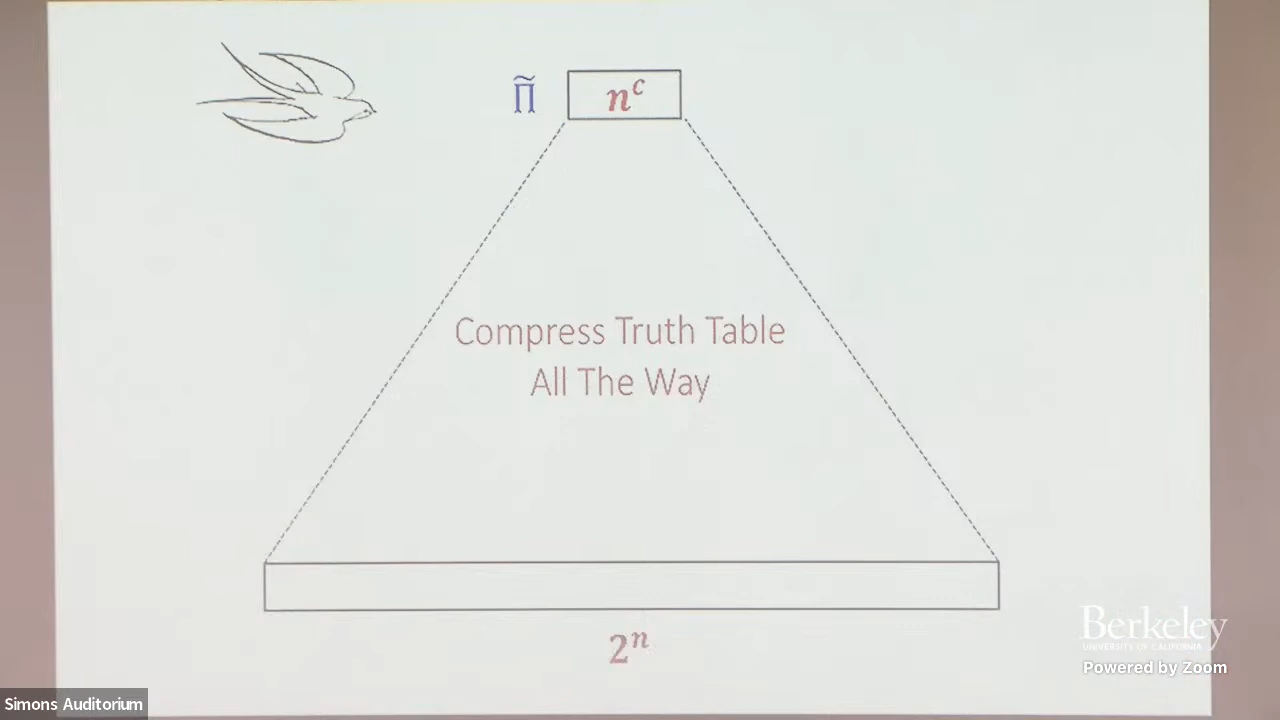 Π̃
n^c
Compress Truth Table
All The Way
2^n
Berkeley
UNIVERSITY OF CALIFORNIA
Powered by Zoom
Simons Auditorium